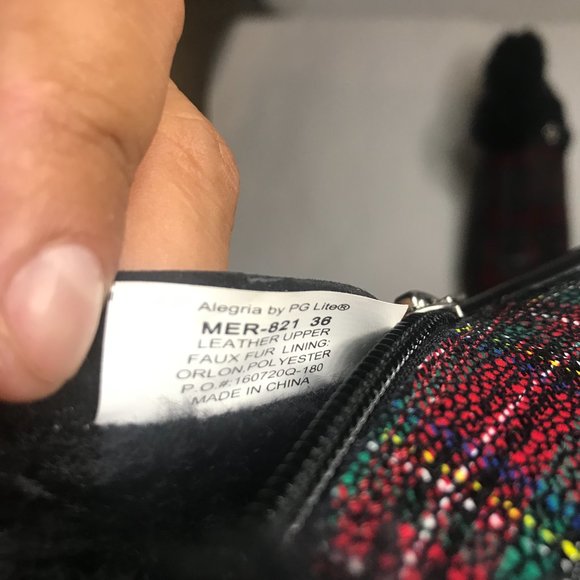 Alegria by PG Lite®
MER-821 36
LEATHER UPPER
FAUX FUR LINING:
ORLON.POLYESTER
P.O.#:160720Q-180
MADE IN CHINA